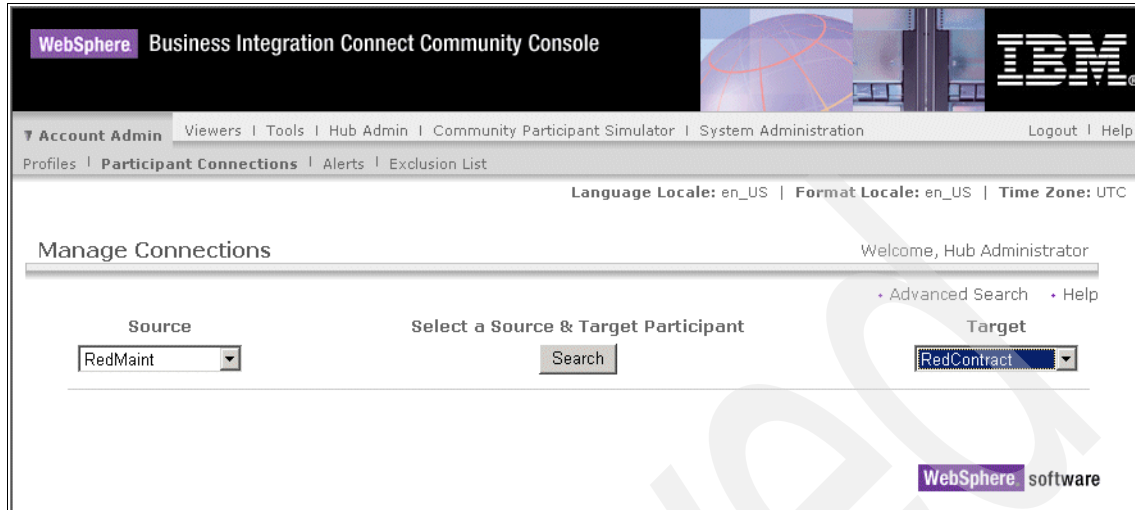 WebSphere. Business Integration Connect Community Console
IBM.
Account Admin Viewers | Tools | Hub Admin | Community Participant Simulator | System Administration Logout | Help
Profiles | Participant Connections | Alerts | Exclusion List
Language Locale: en_US | Format Locale: en_US | Time Zone: UTC
Manage Connections Welcome, Hub Administrator
Advanced Search Help
Source Select a Source & Target Participant Target
RedMaint Search RedContract
WebSphere. software